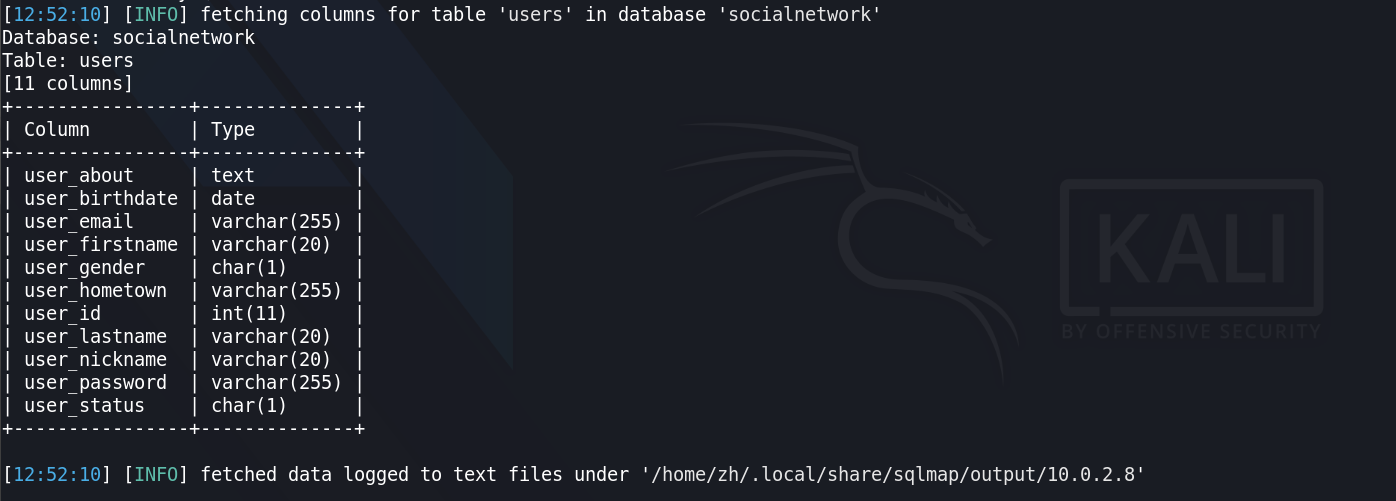 [12:52:10] [INFO] fetching columns for table 'users' in database 'socialnetwork'
Database: socialnetwork
Table: users
[11 columns]
+----------------+--------------+
| Column         | Type         |
+----------------+--------------+
| user_about     | text         |
| user_birthdate | date         |
| user_email     | varchar(255) |
| user_firstname | varchar(20)  |
| user_gender    | char(1)      |
| user_hometown  | varchar(255) |
| user_id        | int(11)      |
| user_lastname  | varchar(20)  |
| user_nickname  | varchar(20)  |
| user_password  | varchar(255) |
| user_status    | char(1)      |
+----------------+--------------+
[12:52:10] [INFO] fetched data logged to text files under '/home/zh/.local/share/sqlmap/output/10.0.2.8'
KALI
BY OFFENSIVE SECURITY